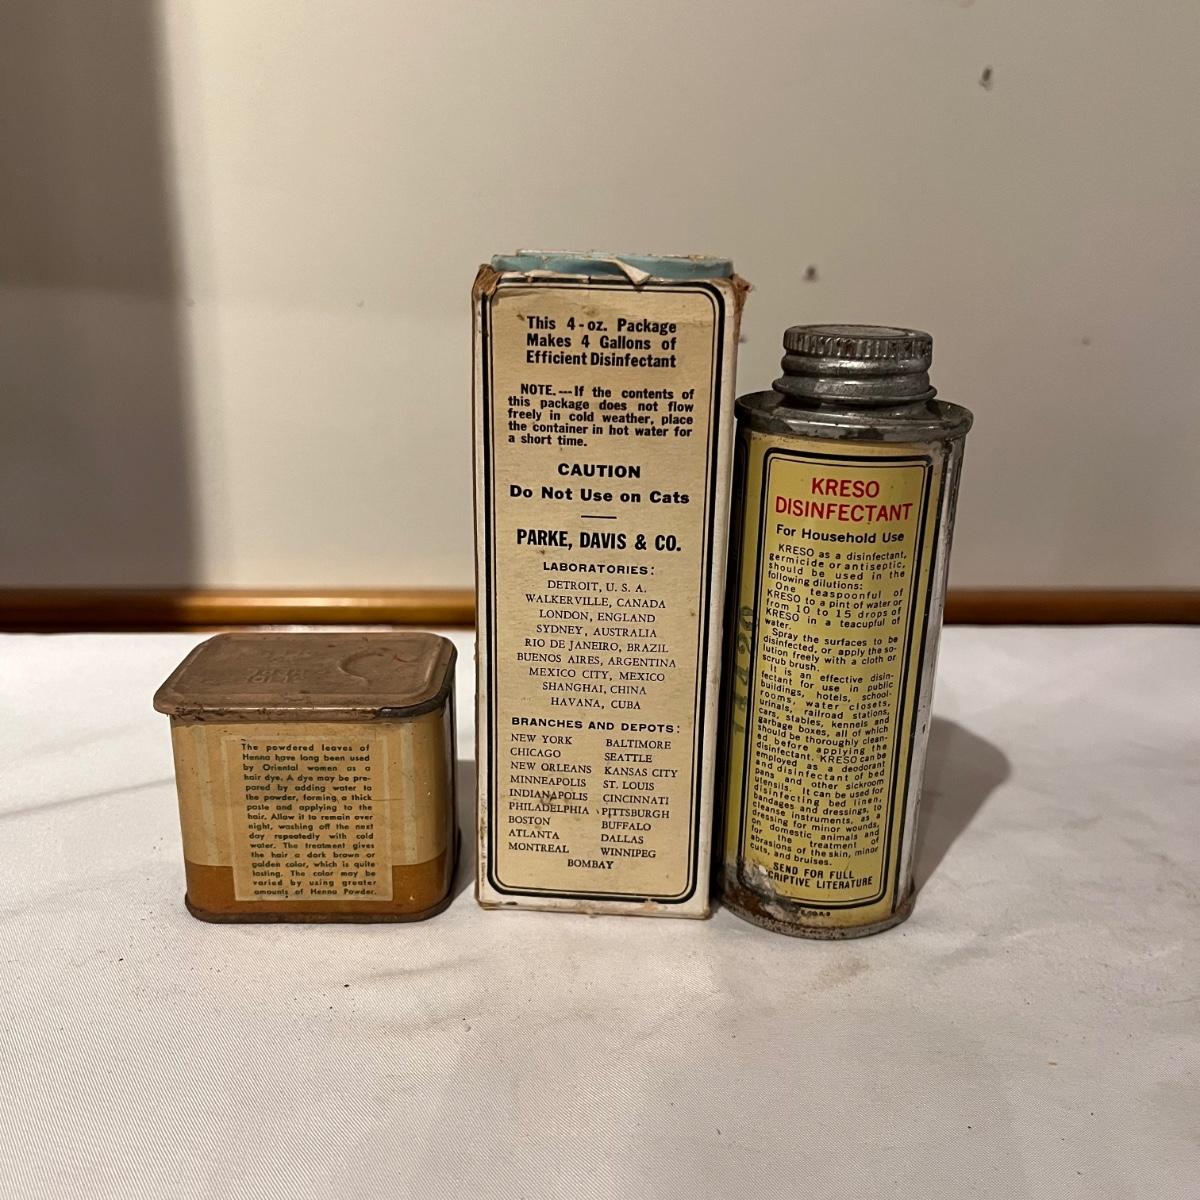 The powdered leaves of
Henna have long been used
by Oriental women as a
hair dye. A dye may be pre-
pared by adding water to
the powder, forming a thick
paste and applying to the
hair. Allow it to remain over
night, washing off the next
day repeatedly with cold
water. The treatment gives
the hair a dark brown or
golden color, which is quite
lasting. The color may be
varied by using greater
amounts of Henna Powder.
This 4-oz. Package
Makes 4 Gallons of
Efficient Disinfectant
NOTE.—If the contents of
this package does not flow
freely in cold weather, place
the container in hot water for
a short time.
CAUTION
Do Not Use on Cats
PARKE, DAVIS & CO.
LABORATORIES:
DETROIT, U. S. A.
WALKERVILLE, CANADA
LONDON, ENGLAND
SYDNEY, AUSTRALIA
RIO DE JANEIRO, BRAZIL
BUENOS AIRES, ARGENTINA
MEXICO CITY, MEXICO
SHANGHAI, CHINA
HAVANA, CUBA
BRANCHES AND DEPOTS:
NEW YORK BALTIMORE
CHICAGO SEATTLE
NEW ORLEANS KANSAS CITY
MINNEAPOLIS ST. LOUIS
INDIANAPOLIS CINCINNATI
PHILADELPHIA PITTSBURGH
BOSTON BUFFALO
ATLANTA DALLAS
MONTREAL WINNIPEG
BOMBAY
KRESO
DISINFECTANT
For Household Use
KRESO as a disinfectant,
germicide or antiseptic,
should be used in the
following dilutions:
One teaspoonful of
KRESO to a pint of water or
from 10 to 15 drops of
KRESO in a teacupful of
water.
Spray the surfaces to be
disinfected, or apply the so-
lution freely with a cloth or
scrub brush.
It is an effective disin-
fectant for use in public
buildings, hotels, school-
rooms, water closets,
urinals, railroad stations,
cars, stables, kennels and
garbage boxes, all of which
should be thoroughly clean-
ed before applying the
disinfectant. KRESO can be
employed as a deodorant
and disinfectant of bed
pans and other sickroom
utensils. It can be used for
disinfecting bed linen,
bandages and dressings, to
cleanse instruments, as a
dressing for minor wounds,
on domestic animals and
for the treatment of
abrasions of the skin, minor
cuts, and bruises.
SEND FOR FULL
CRIPTIVE LITERATURE